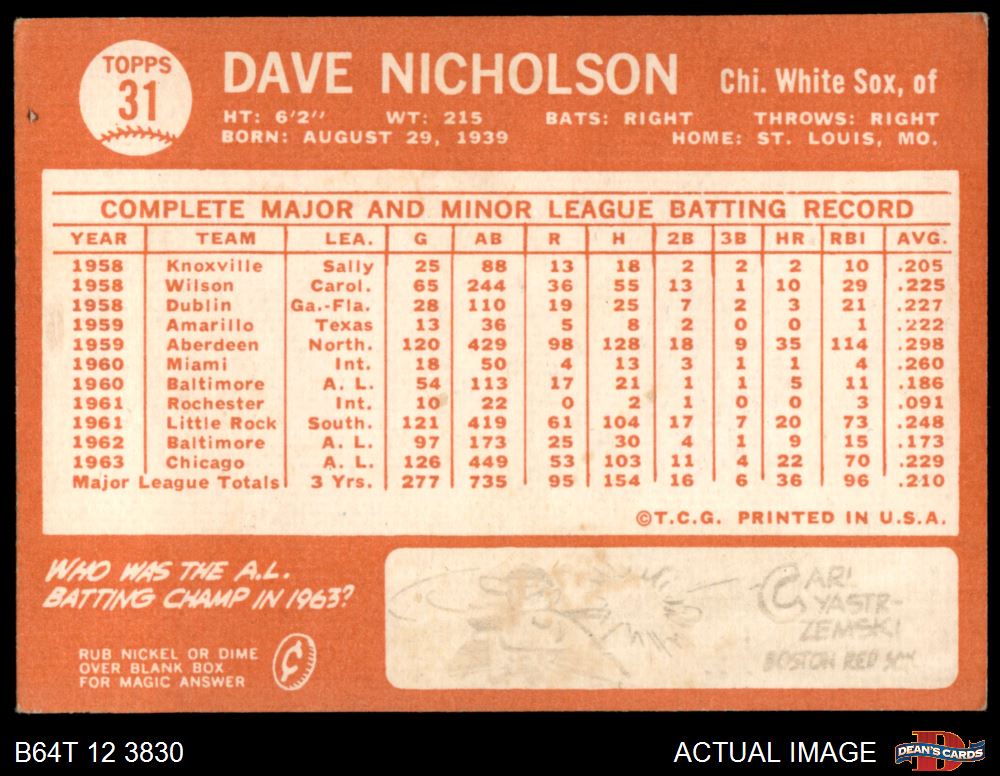 TOPPS
31
DAVE NICHOLSON Chi. White Sox, of
HT: 6'2" WT: 215 BATS: RIGHT THROWS: RIGHT
BORN: AUGUST 29, 1939 HOME: ST. LOUIS, MO.
COMPLETE MAJOR AND MINOR LEAGUE BATTING RECORD
YEAR TEAM LEA. G AB R H 2B 3B HR RBI AVG.
1958 Knoxville Sally 25 88 13 18 2 2 2 10 .205
1958 Wilson Carol. 65 244 36 55 13 1 10 29 .225
1958 Dublin Ga.-Fla. 28 110 19 25 7 2 3 21 .227
1959 Amarillo Texas 13 36 5 8 2 0 0 1 .222
1959 Aberdeen North. 120 429 98 128 18 9 35 114 .298
1960 Miami Int. 18 50 4 13 3 1 1 4 .260
1960 Baltimore A. L. 54 113 17 21 1 1 5 11 .186
1961 Rochester Int. 10 22 0 2 1 0 0 3 .091
1961 Little Rock South. 121 419 61 104 17 7 20 73 .248
1962 Baltimore A. L. 97 173 25 30 4 1 9 15 .173
1963 Chicago A. L. 126 449 53 103 11 4 22 70 .229
Major League Totals 3 Yrs. 277 735 95 154 16 6 36 96 .210
©T.C.G. PRINTED IN U.S.A.
WHO WAS THE A.L.
BATTING CHAMP IN 1963?
RUB NICKEL OR DIME
OVER BLANK BOX
FOR MAGIC ANSWER
¢
CARL
YASTR-
ZEMSKI
BOSTON RED SOX
B64T 12 3830 ACTUAL IMAGE DEAN'S CARDS